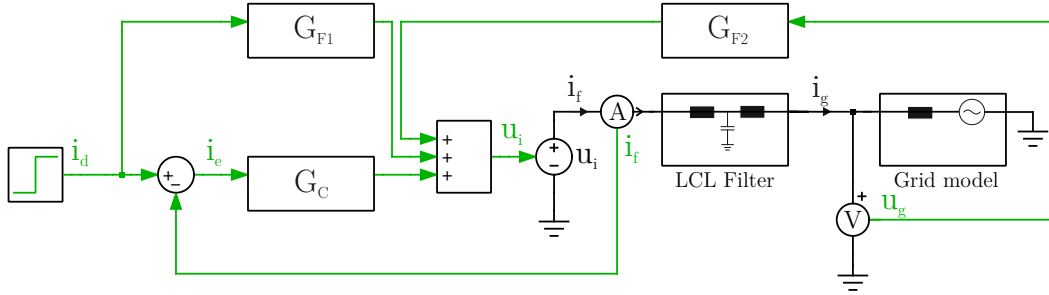 G_F1
G_F2
i_d
i_e
G_C
+
−
+
+
+
u_i
+
−
u_i
i_f
A
i_f
LCL Filter
i_g
Grid model
+
V
u_g